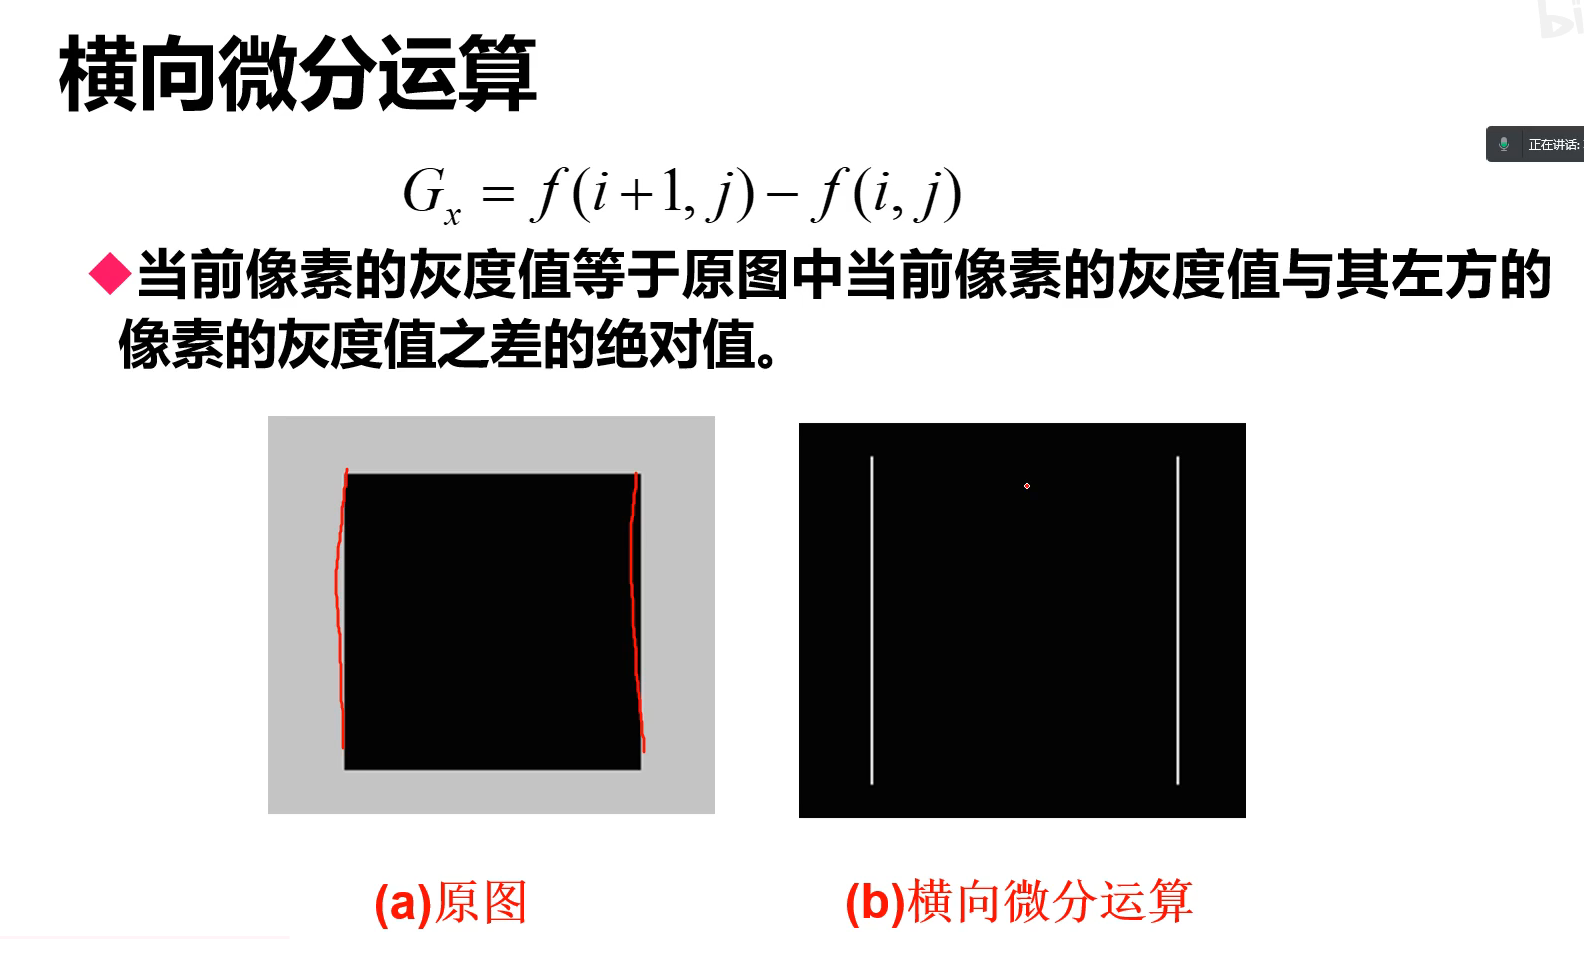 横向微分运算
正在讲话:
G_x = f(i+1, j) − f(i, j)
◆当前像素的灰度值等于原图中当前像素的灰度值与其左方的
像素的灰度值之差的绝对值。
(a)原图
(b)横向微分运算